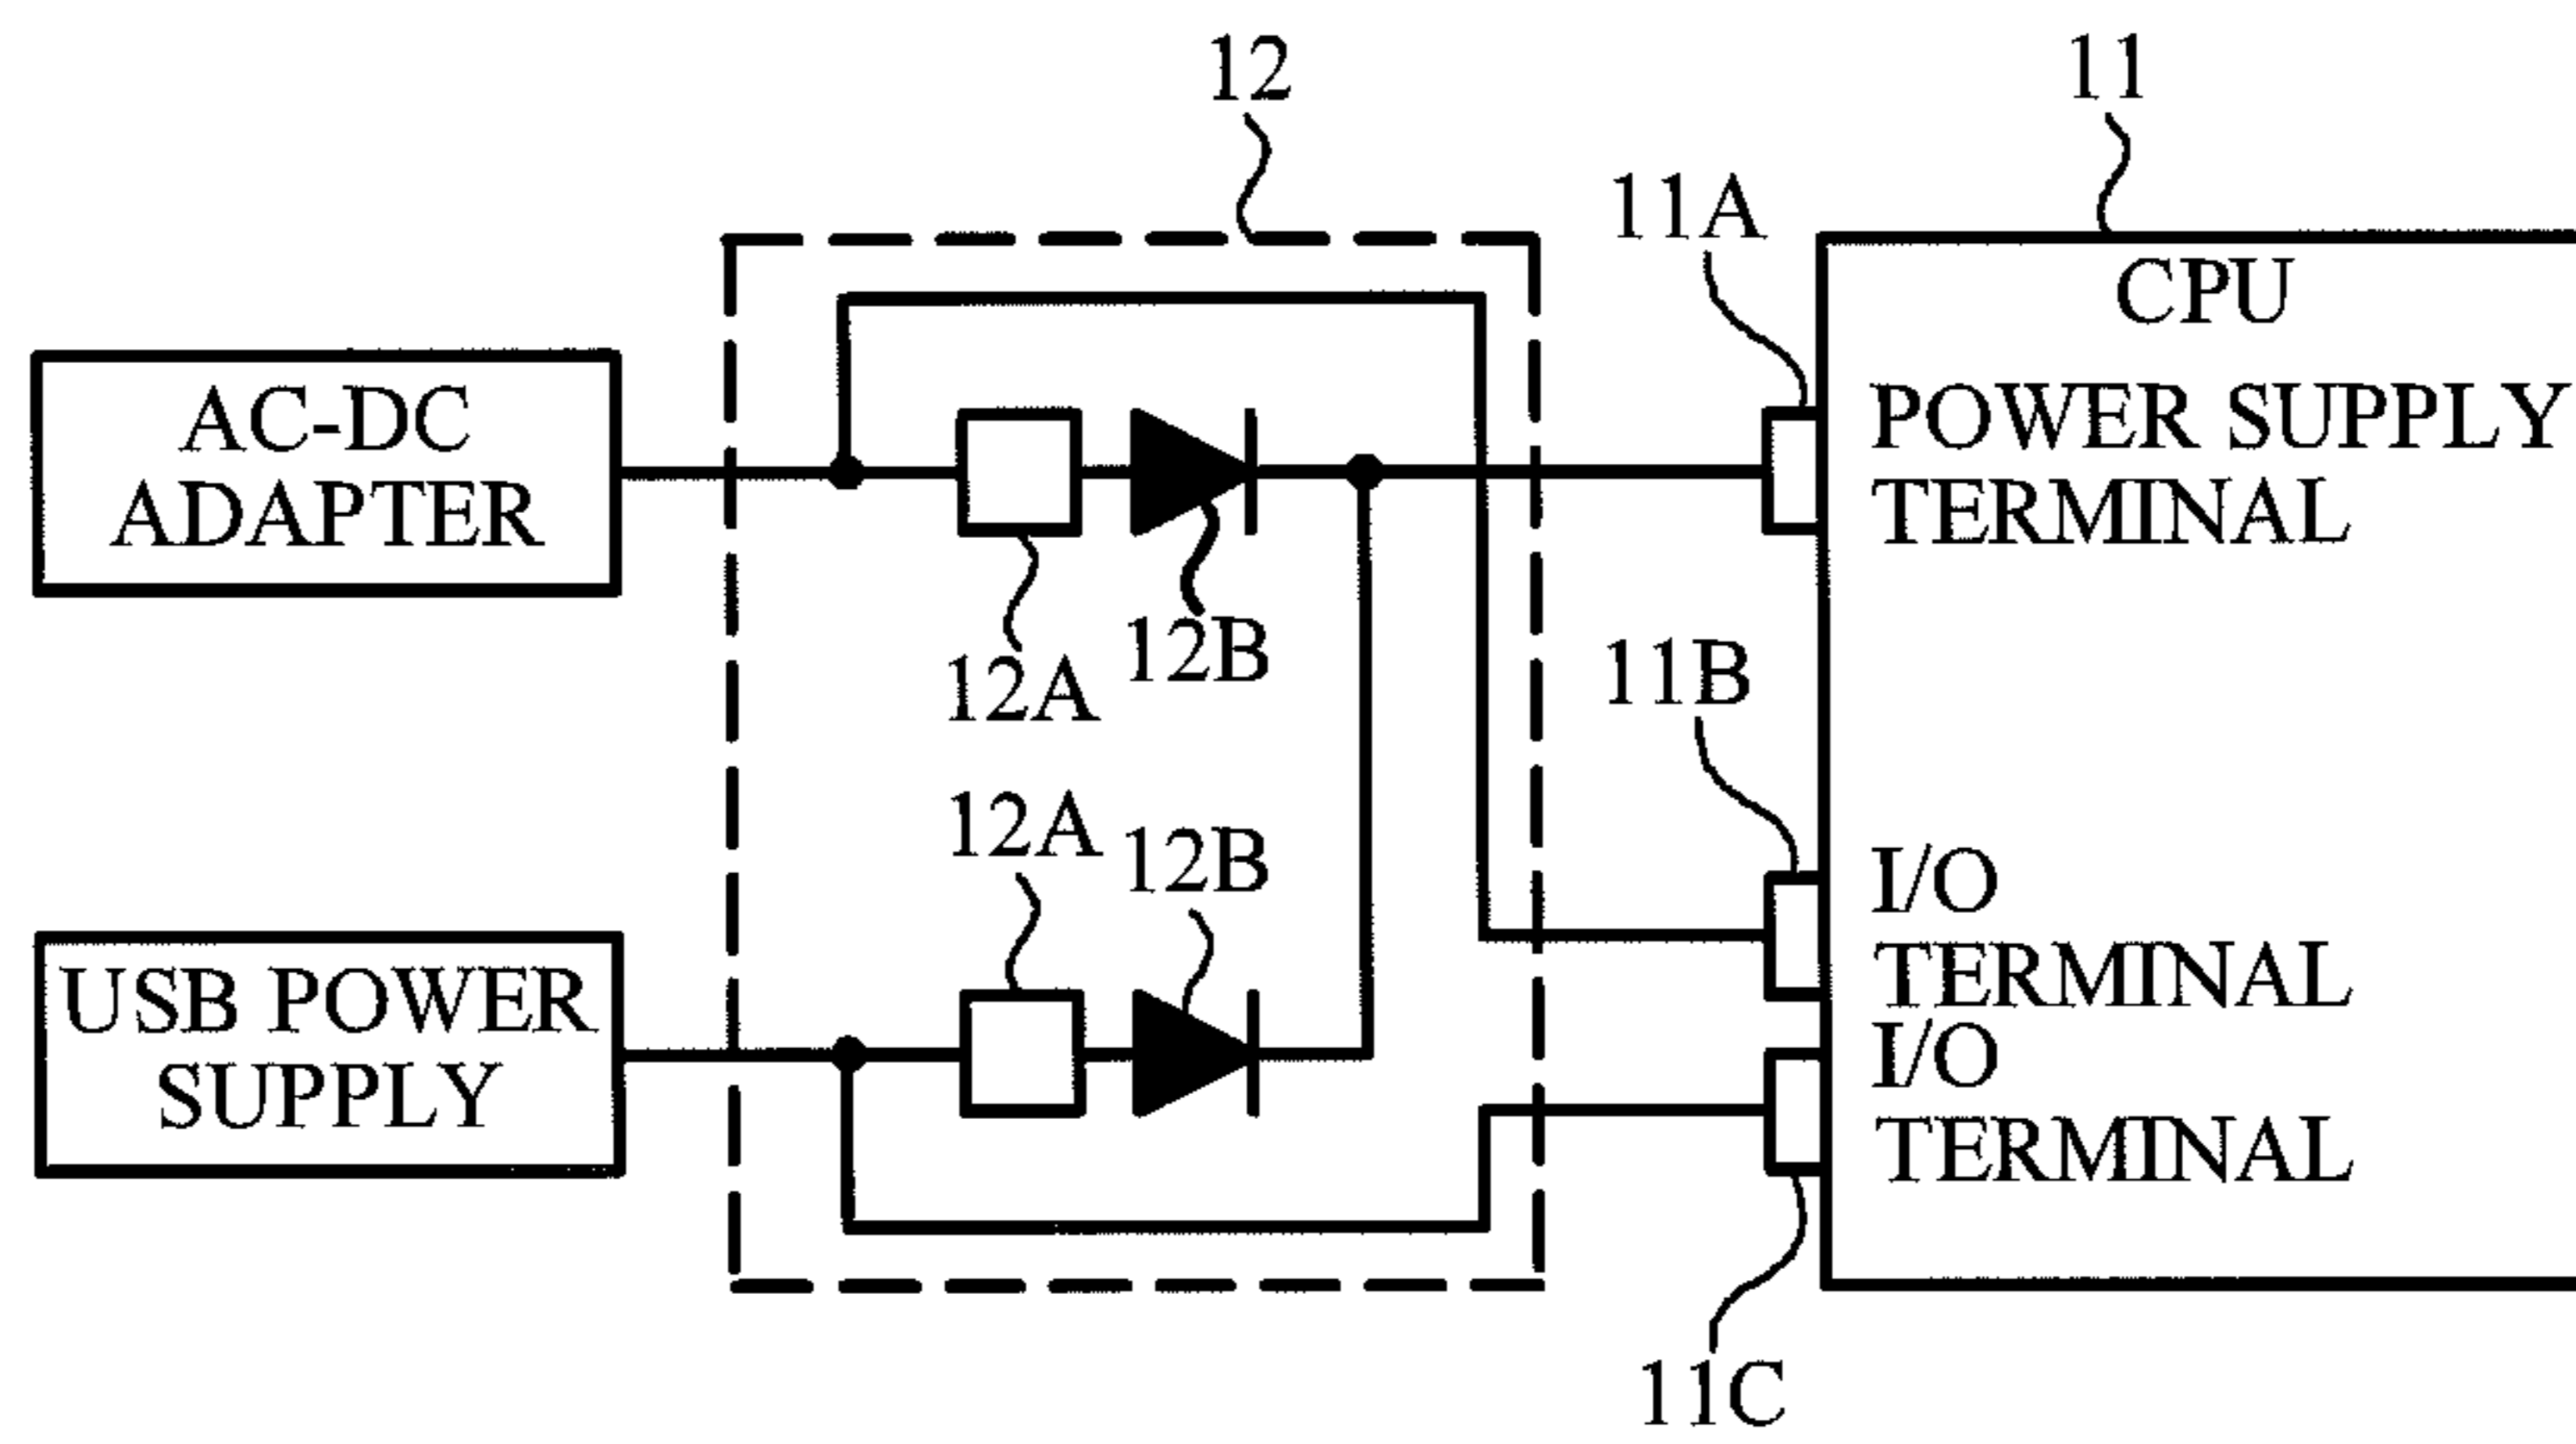 12
11
11A
CPU
AC-DC
ADAPTER
POWER SUPPLY
TERMINAL
12B
12A
11B
12A
12B
I/O
TERMINAL
USB POWER
SUPPLY
I/O
TERMINAL
11C